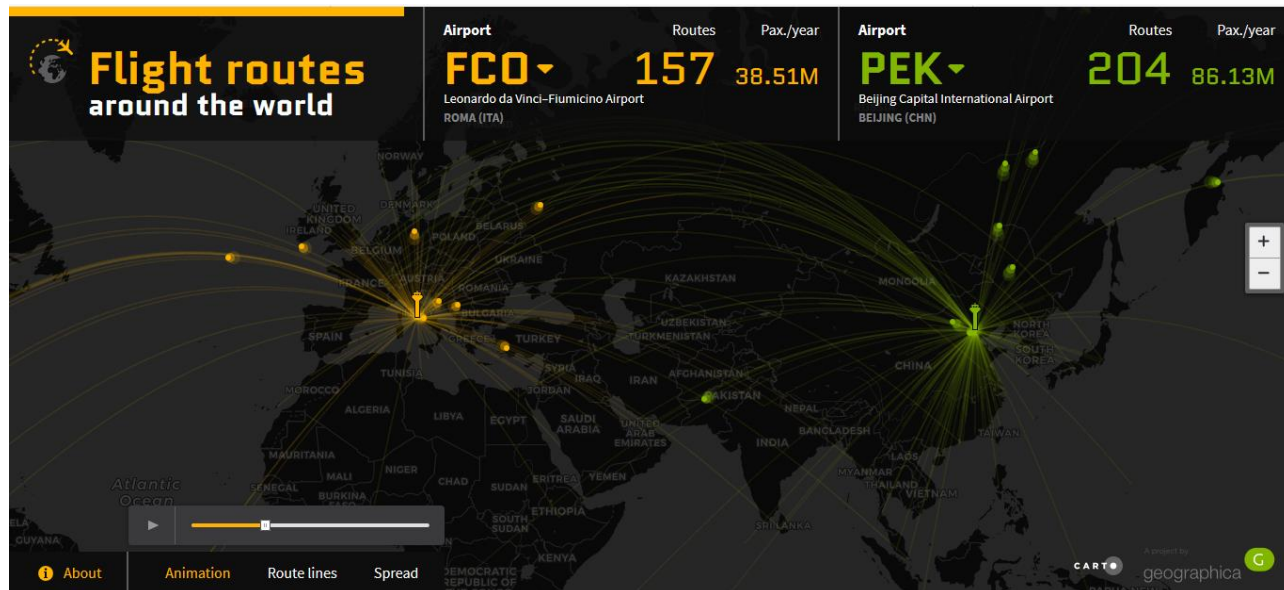 Flight routes
around the world
Airport Routes Pax./year
FCO 157 38.51M
Leonardo da Vinci–Fiumicino Airport
ROMA (ITA)
Airport Routes Pax./year
PEK 204 86.13M
Beijing Capital International Airport
BEIJING (CHN)
NORWAY
UNITED
KINGDOM
DENMARK
IRELAND
BELARUS
POLAND
BELGIUM
UKRAINE
FRANCE
AUSTRIA
ROMANIA
KAZAKHSTAN
MONGOLIA
BULGARIA
UZBEKISTAN
TURKMENISTAN
NORTH
KOREA
SOUTH
KOREA
SPAIN
GREECE
TURKEY
TUNISIA
SYRIA
IRAQ
IRAN
AFGHANISTAN
CHINA
MOROCCO
JORDAN
PAKISTAN
NEPAL
ALGERIA
LIBYA
EGYPT
SAUDI
ARABIA
UNITED
ARAB
EMIRATES
INDIA
BANGLADESH
TAIWAN
MAURITANIA
LAOS
MYANMAR
THAILAND
VIETNAM
Atlantic
Ocean
MALI
NIGER
CHAD
SUDAN
ERITREA
YEMEN
SENEGAL
BURKINA
SOUTH
SUDAN
ETHIOPIA
SRI LANKA
GUYANA
KENYA
DEMOCRATIC
REPUBLIC OF
+
−
About Animation Route lines Spread
CARTO
A project by
geographica G